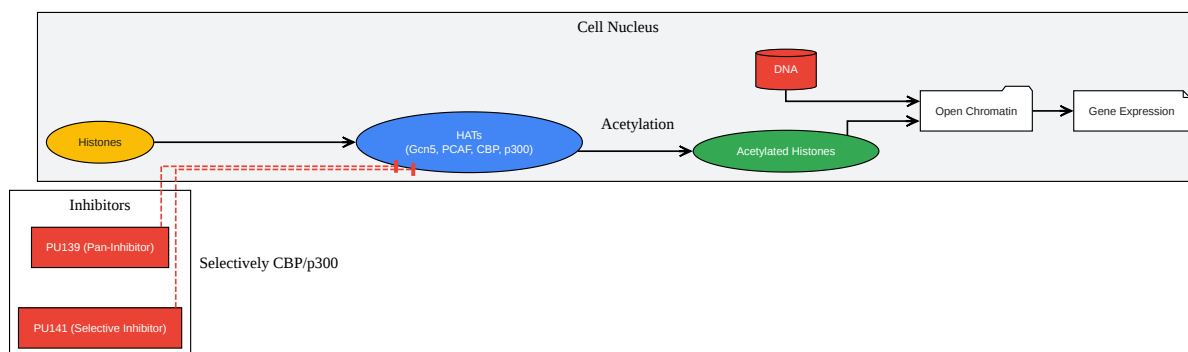 Cell Nucleus
DNA
Open Chromatin
Gene Expression
Histones
HATs
(Gcn5, PCAF, CBP, p300)
Acetylation
Acetylated Histones
Inhibitors
PU139 (Pan-Inhibitor)
Selectively CBP/p300
PU141 (Selective Inhibitor)